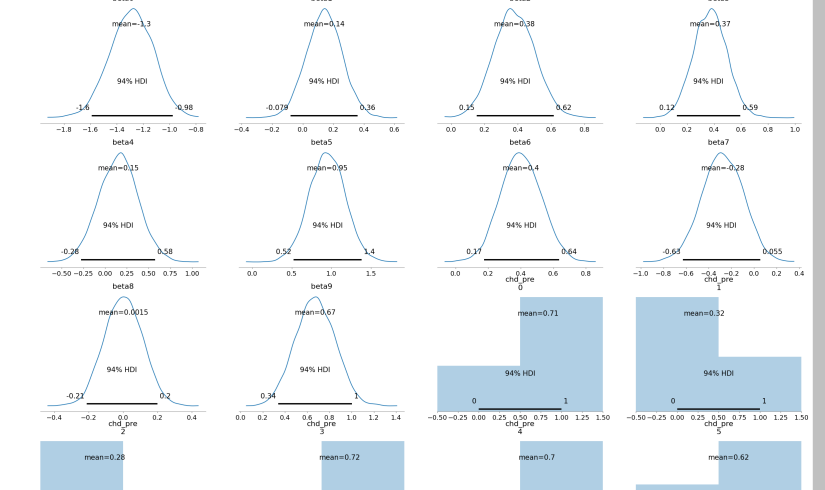 mean=-1.3
mean=0.14
mean=0.38
mean=0.37
94% HDI
94% HDI
94% HDI
94% HDI
-1.6 -0.98
-0.079 0.36
0.15 0.62
0.12 0.59
−1.8 −1.6 −1.4 −1.2 −1.0 −0.8
−0.4 −0.2 0.0 0.2 0.4 0.6
0.0 0.2 0.4 0.6 0.8
0.0 0.2 0.4 0.6 0.8 1.0
beta4
beta5
beta6
beta7
mean=0.15
mean=0.95
mean=0.4
mean=-0.28
94% HDI
94% HDI
94% HDI
94% HDI
-0.28 0.58
0.52 1.4
0.17 0.64
-0.63 0.055
−0.50 −0.25 0.00 0.25 0.50 0.75 1.00
0.0 0.5 1.0 1.5
0.0 0.2 0.4 0.6 0.8
−1.0 −0.8 −0.6 −0.4 −0.2 0.0 0.2 0.4
beta8
beta9
chd_pre
0
chd_pre
1
mean=0.0015
mean=0.67
mean=0.71
mean=0.32
94% HDI
94% HDI
94% HDI
94% HDI
-0.21 0.2
0.34 1
0 1
0 1
−0.4 −0.2 0.0 0.2 0.4
0.0 0.2 0.4 0.6 0.8 1.0 1.2 1.4
−0.50 −0.25 0.00 0.25 0.50 0.75 1.00 1.25 1.50
−0.50 −0.25 0.00 0.25 0.50 0.75 1.00 1.25 1.50
chd_pre
2
chd_pre
3
chd_pre
4
chd_pre
5
mean=0.28
mean=0.72
mean=0.7
mean=0.62